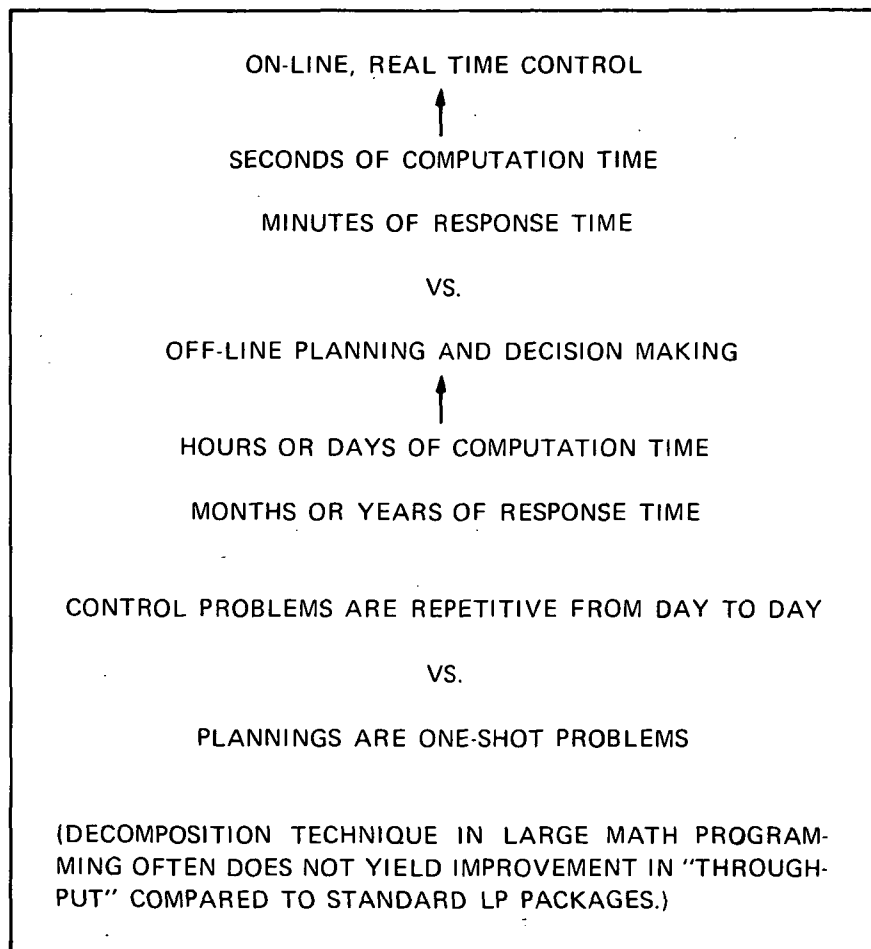 ON-LINE, REAL TIME CONTROL
SECONDS OF COMPUTATION TIME
MINUTES OF RESPONSE TIME
VS.
OFF-LINE PLANNING AND DECISION MAKING
HOURS OR DAYS OF COMPUTATION TIME
MONTHS OR YEARS OF RESPONSE TIME
CONTROL PROBLEMS ARE REPETITIVE FROM DAY TO DAY
VS.
PLANNINGS ARE ONE-SHOT PROBLEMS
(DECOMPOSITION TECHNIQUE IN LARGE MATH PROGRAM-
MING OFTEN DOES NOT YIELD IMPROVEMENT IN "THROUGH-
PUT" COMPARED TO STANDARD LP PACKAGES.)